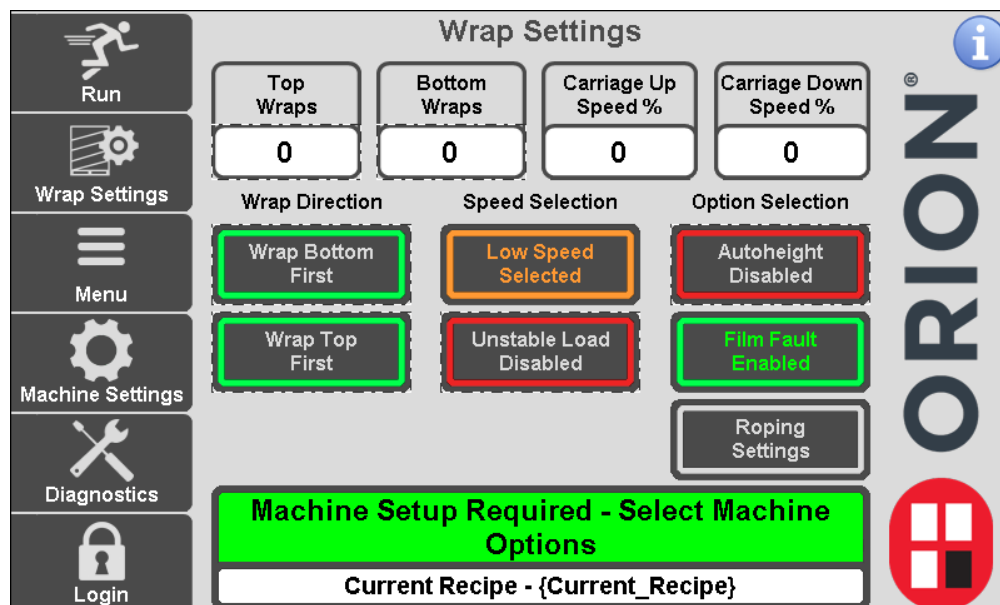 Wrap Settings
i
Run
Wrap Settings
Menu
Machine Settings
Diagnostics
Login
Top
Wraps
0
Bottom
Wraps
0
Carriage Up
Speed %
0
Carriage Down
Speed %
0
Wrap Direction
Wrap Bottom
First
Wrap Top
First
Speed Selection
Low Speed
Selected
Unstable Load
Disabled
Option Selection
Autoheight
Disabled
Film Fault
Enabled
Roping
Settings
Machine Setup Required - Select Machine
Options
Current Recipe - {Current_Recipe}
ORION®